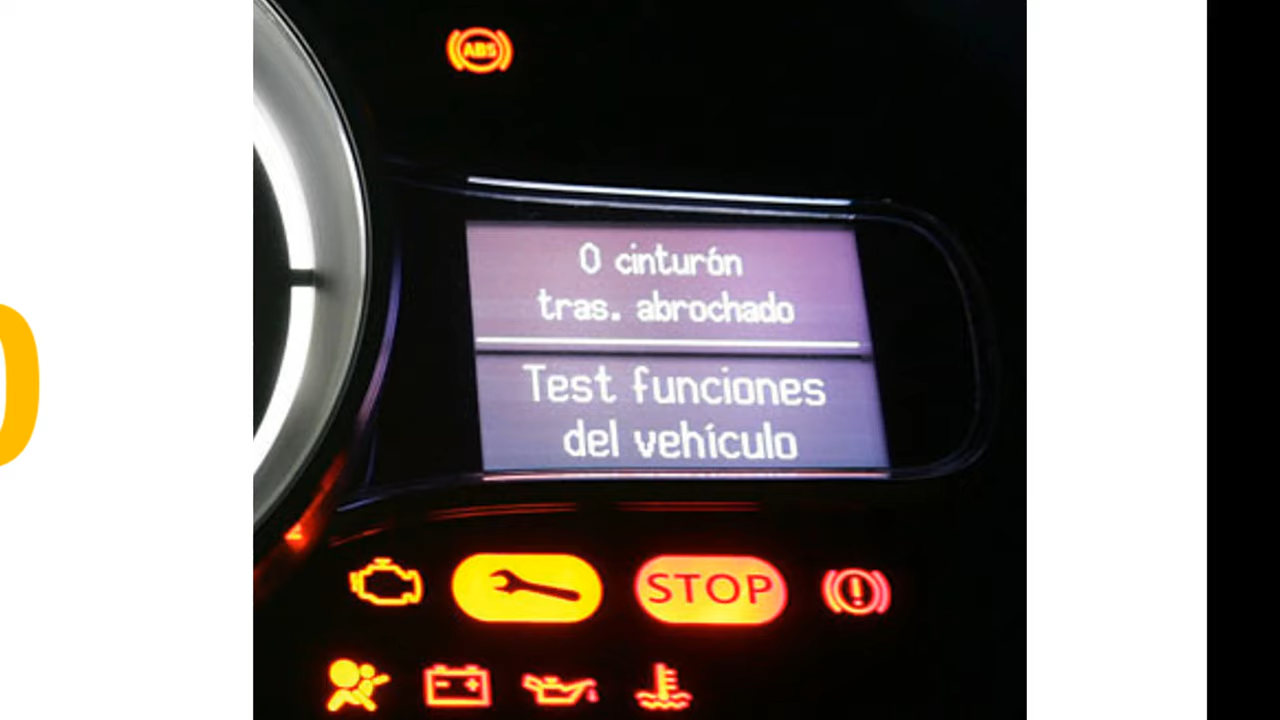 ABS
0 cinturón
tras. abrochado
Test funciones
del vehículo
STOP